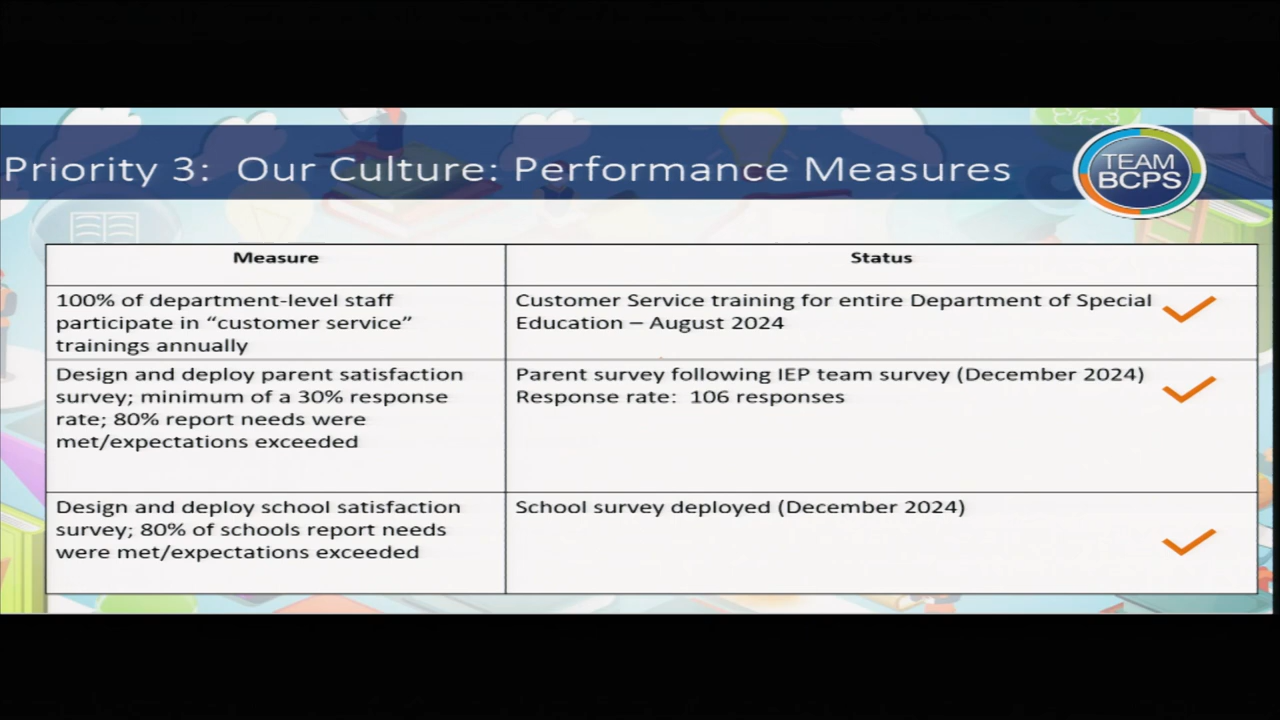 Priority 3: Our Culture: Performance Measures
TEAM
BCPS
Measure
Status
100% of department-level staff
participate in “customer service”
trainings annually
Customer Service training for entire Department of Special
Education – August 2024
Design and deploy parent satisfaction
survey; minimum of a 30% response
rate; 80% report needs were
met/expectations exceeded
Parent survey following IEP team survey (December 2024)
Response rate: 106 responses
Design and deploy school satisfaction
survey; 80% of schools report needs
were met/expectations exceeded
School survey deployed (December 2024)